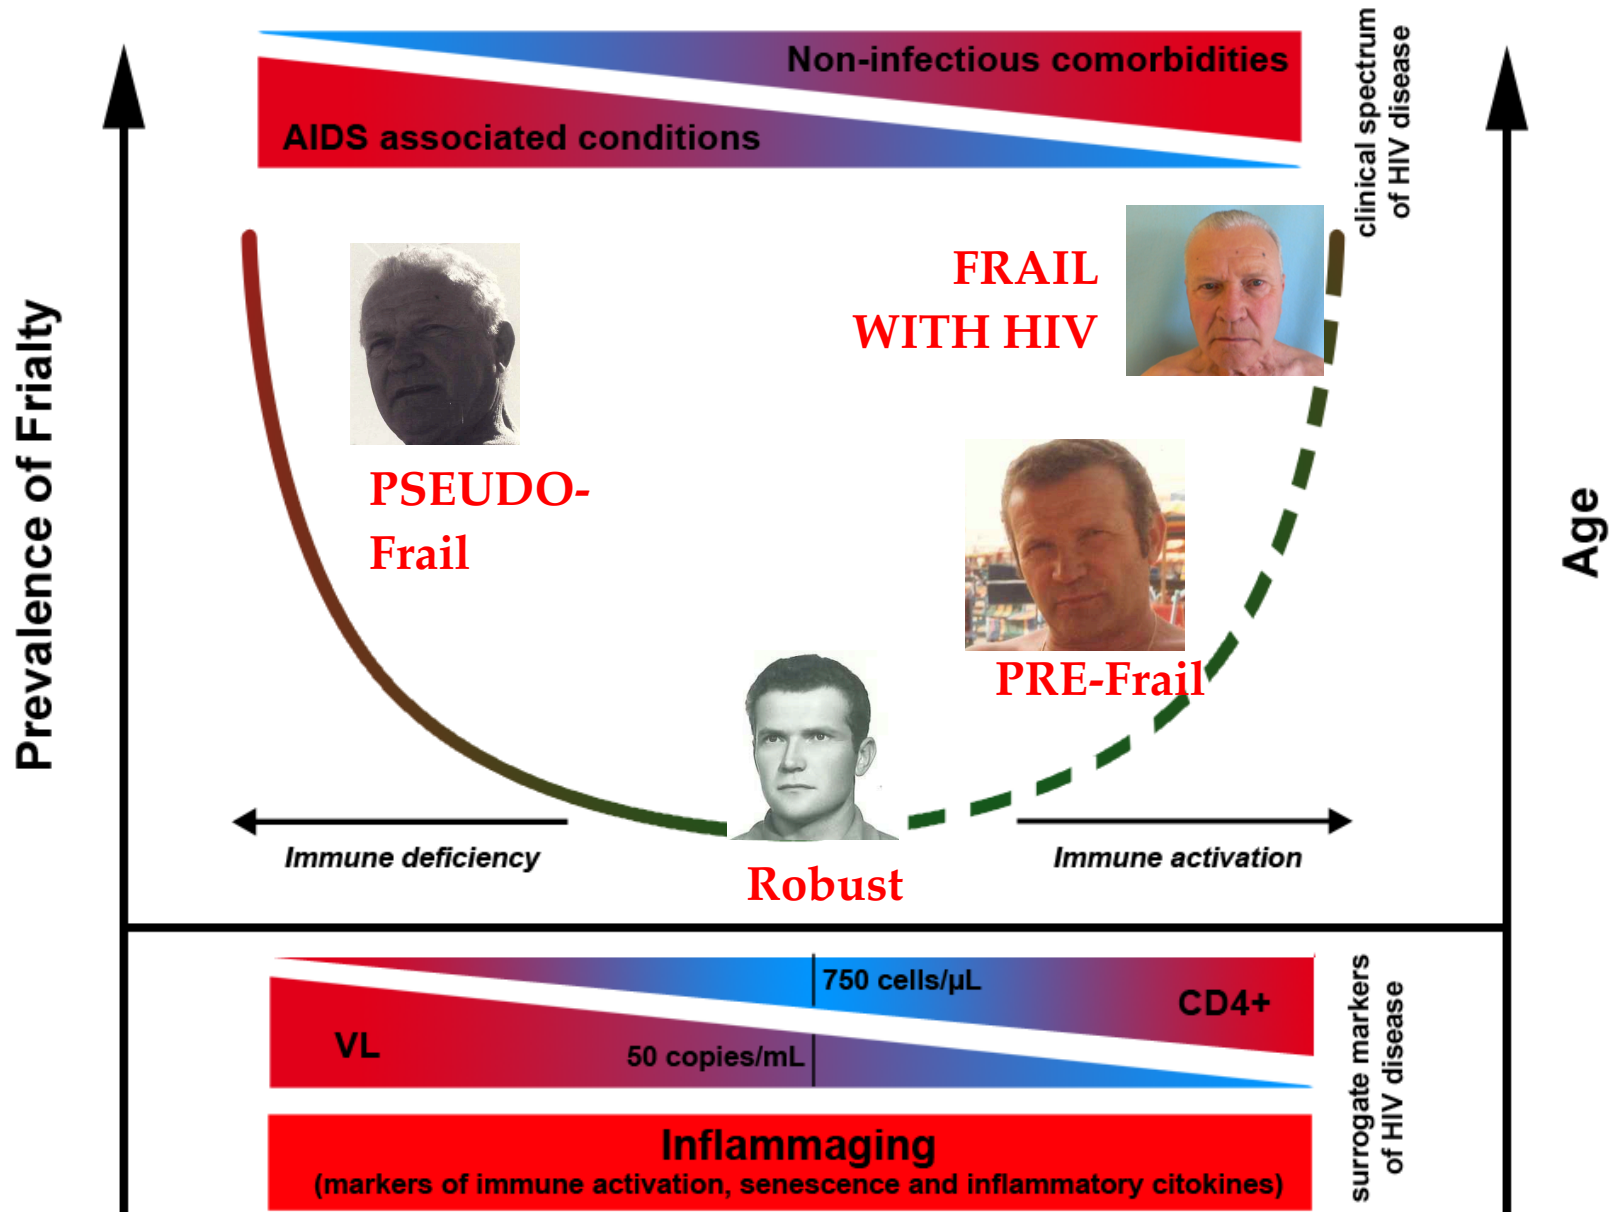 Non-infectious comorbidities
AIDS associated conditions
clinical spectrum
of HIV disease
Prevalence of Frialty
Age
FRAIL
WITH HIV
PSEUDO-
Frail
PRE-Frail
Robust
Immune deficiency
Immune activation
750 cells/µL
CD4+
VL
50 copies/mL
surrogate markers
of HIV disease
Inflammaging
(markers of immune activation, senescence and inflammatory citokines)